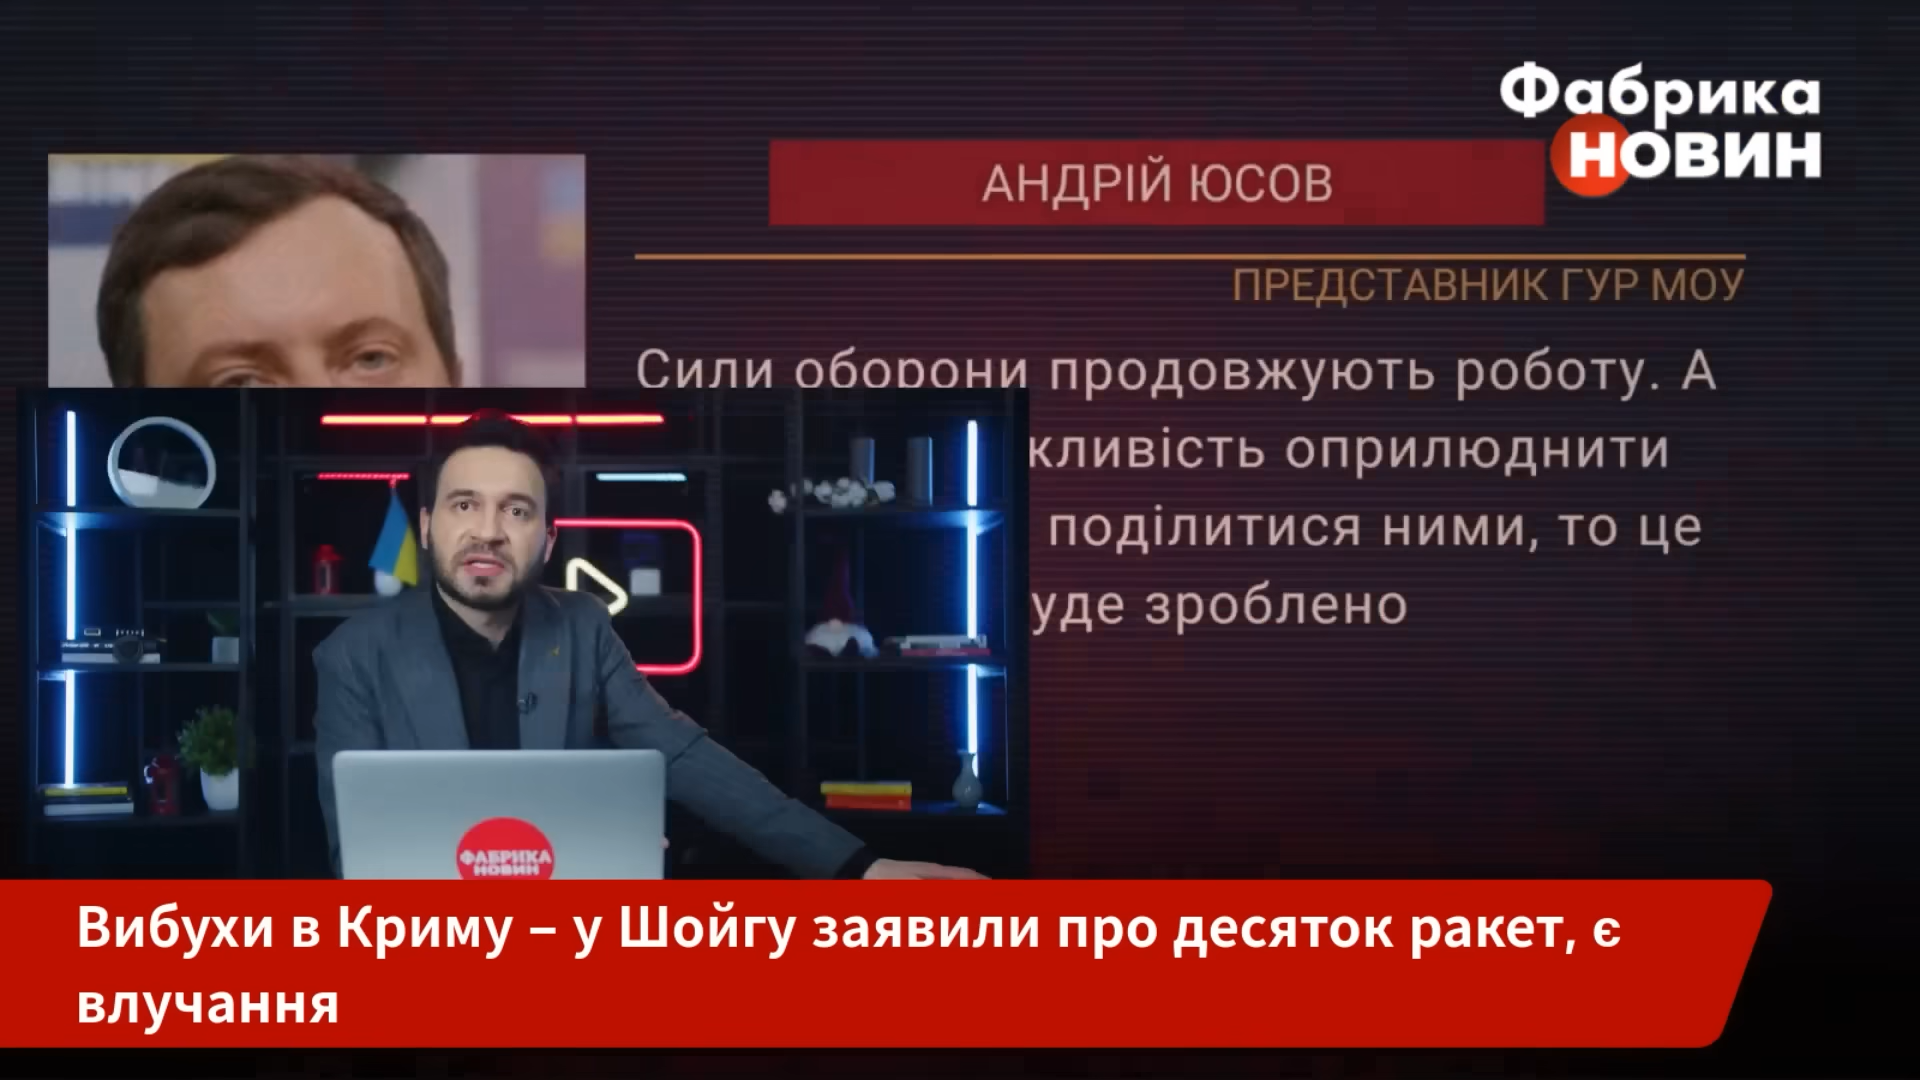 Фабрика
новин
АНДРІЙ ЮСОВ
ПРЕДСТАВНИК ГУР МОУ
Сили оборони продовжують роботу. А
кливість оприлюднити
поділитися ними, то це
уде зроблено
ФАБРИКА
НОВИН
Вибухи в Криму – у Шойгу заявили про десяток ракет, є
влучання